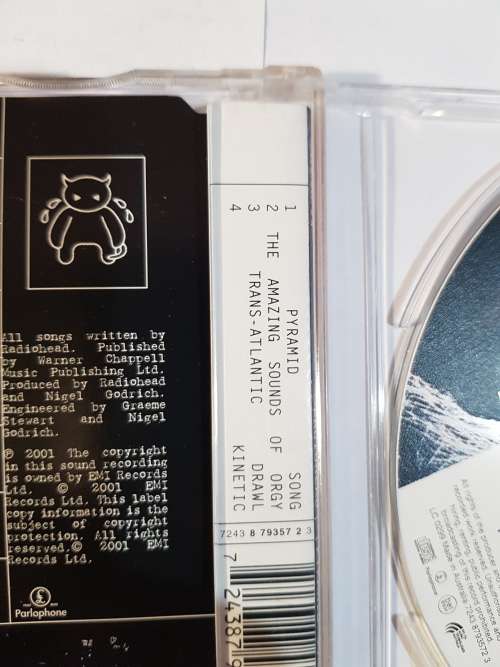 All songs written by
Radiohead. Published
by Warner Chappell
Music Publishing Ltd.
Produced by Radiohead
and Nigel Godrich.
Engineered by Graeme
Stewart and Nigel
Godrich.
℗ 2001 The copyright
in this sound recording
is owned by EMI Records
Ltd. © 2001 EMI
Records Ltd. This label
copy information is the
subject of copyright
protection. All rights
reserved.© 2001 EMI
Records Ltd.
Parlophone
1 PYRAMID SONG
2 THE AMAZING SOUNDS OF ORGY
3 TRANS-ATLANTIC DRAWL
4 KINETIC
7243 8 79357 2 3
7 243879